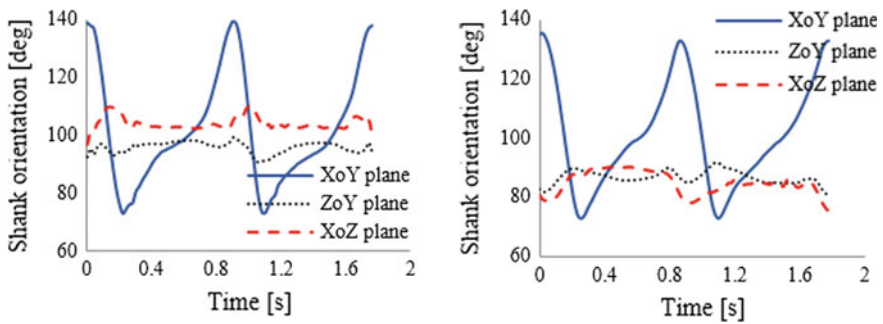 Shank orientation [deg]
140
120
100
80
60
0
0.4
0.8
1.2
1.6
2
Time [s]
XoY plane
ZoY plane
XoZ plane
Shank orientation [deg]
140
120
100
80
60
0
0.4
0.8
1.2
1.6
2
Time [s]
XoY plane
ZoY plane
XoZ plane